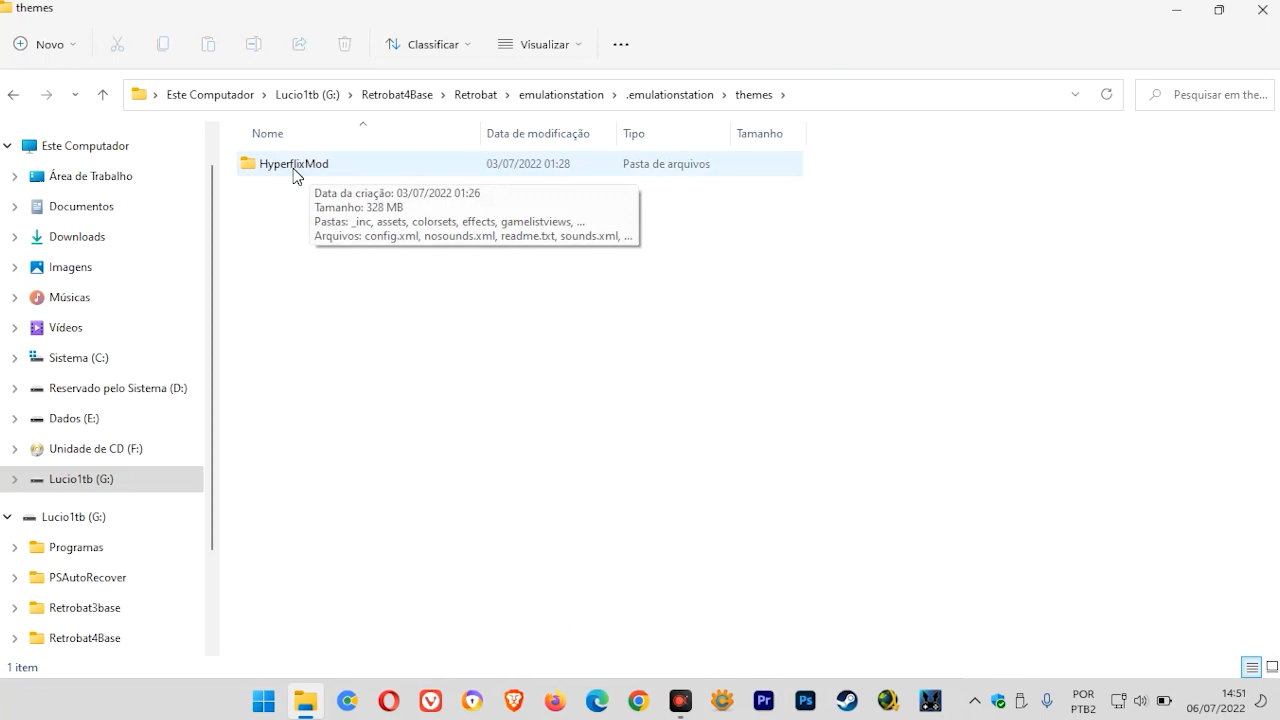 themes
Novo
Classificar
Visualizar
Este Computador > Lucio1tb (G:) > Retrobat4Base > Retrobat > emulationstation > .emulationstation > themes >
Pesquisar em the...
Nome
Data de modificação
Tipo
Tamanho
HyperflixMod
03/07/2022 01:28
Pasta de arquivos
Data da criação: 03/07/2022 01:26
Tamanho: 328 MB
Pastas: _inc, assets, colorsets, effects, gamelistviews, ...
Arquivos: config.xml, nosounds.xml, readme.txt, sounds.xml, ...
Este Computador
Área de Trabalho
Documentos
Downloads
Imagens
Músicas
Vídeos
Sistema (C:)
Reservado pelo Sistema (D:)
Dados (E:)
Unidade de CD (F:)
Lucio1tb (G:)
Lucio1tb (G:)
Programas
PSAutoRecover
Retrobat3base
Retrobat4Base
1 item
Pr
Ps
POR
PTB2
14:51
06/07/2022